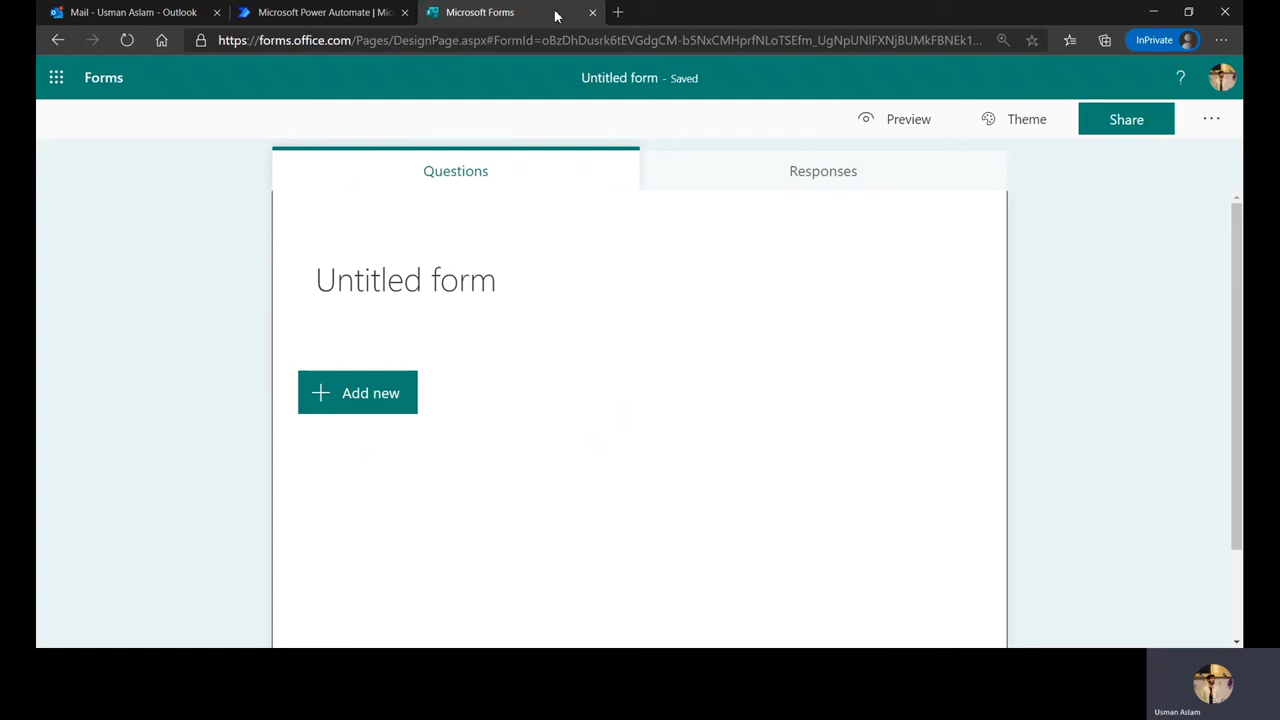 Mail - Usman Aslam - Outlook
Microsoft Power Automate | Mic
Microsoft Forms
https://forms.office.com/Pages/DesignPage.aspx#FormId=oBzDhDusrk6tEVGdgCM-b5NxCMHprfNLoTSEfm_UgNpUNlFXNjBUMkFBNEk1...
InPrivate
Forms
Untitled form - Saved
?
Preview
Theme
Share
Questions
Responses
Untitled form
Add new
Usman Aslam